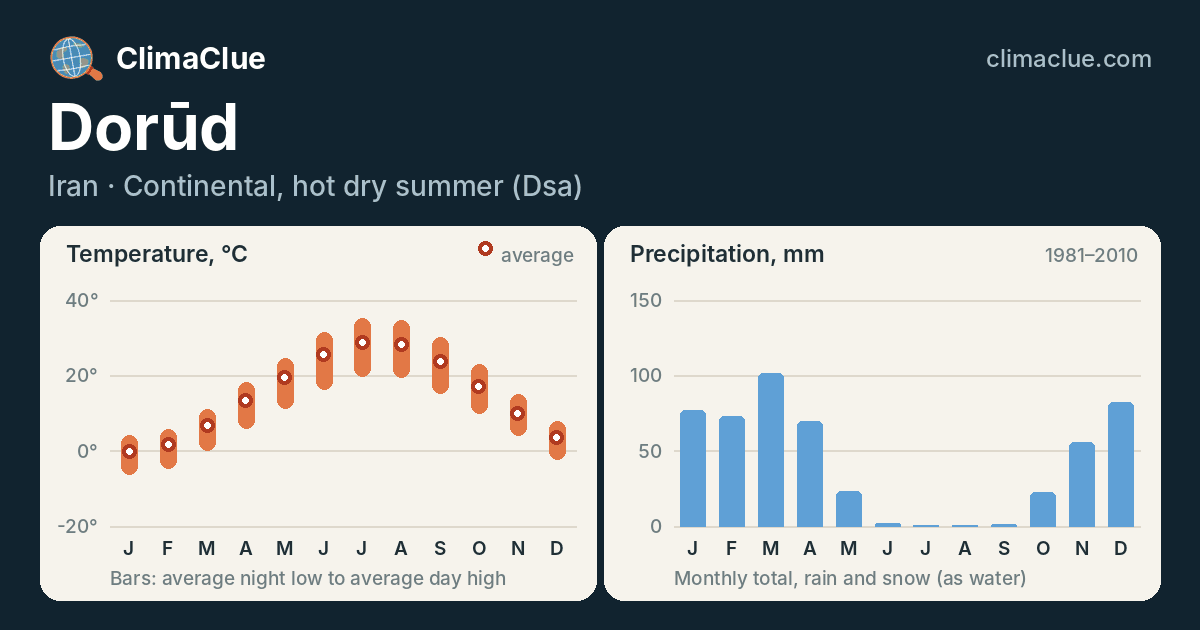 ClimaClue
climaclue.com
Dorūd
Iran · Continental, hot dry summer (Dsa)
Temperature, °C
average
40°
20°
0°
-20°
J F M A M J J A S O N D
Bars: average night low to average day high
Precipitation, mm
1981–2010
150
100
50
0
J F M A M J J A S O N D
Monthly total, rain and snow (as water)